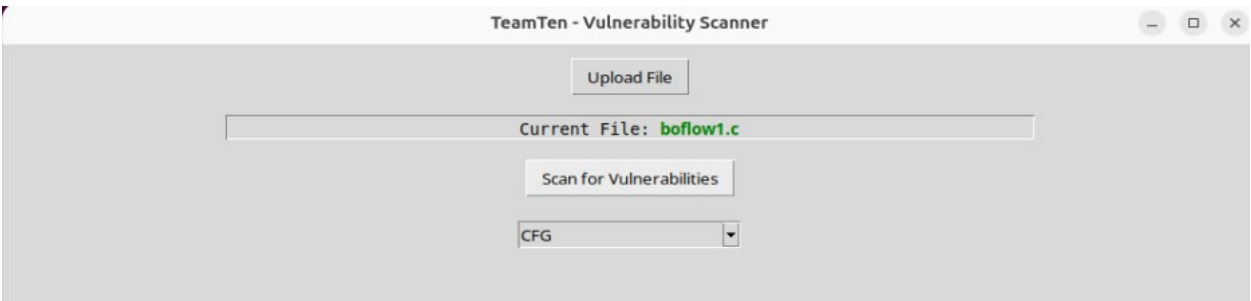 TeamTen - Vulnerability Scanner
Upload File
Current File: boflow1.c
Scan for Vulnerabilities
CFG